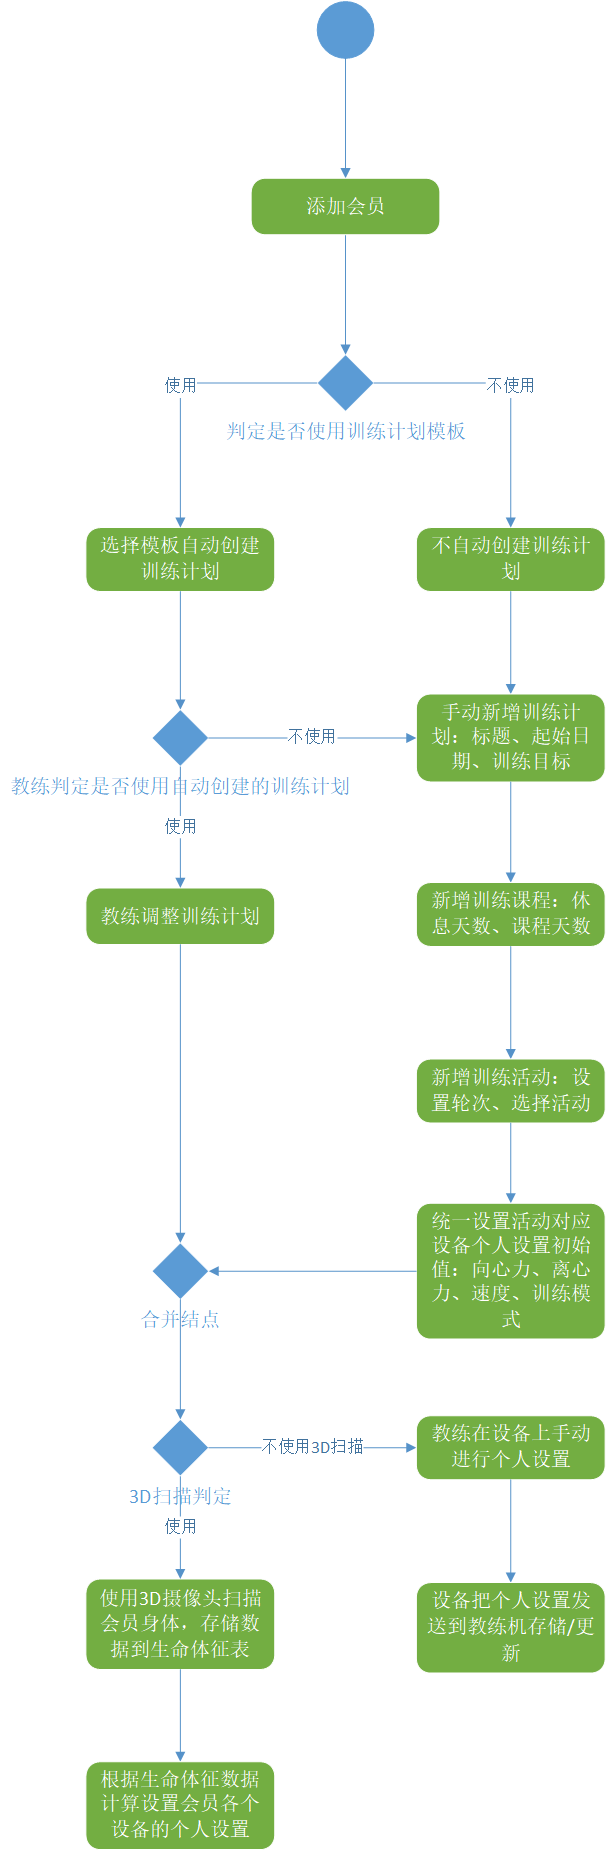 添加会员
使用
不使用
判定是否使用训练计划模板
选择模板自动创建
训练计划
不自动创建训练计
划
手动新增训练计
划：标题、起始日
期、训练目标
不使用
教练判定是否使用自动创建的训练计划
使用
教练调整训练计划
新增训练课程：休
息天数、课程天数
新增训练活动：设
置轮次、选择活动
统一设置活动对应
设备个人设置初始
值：向心力、离心
力、速度、训练模
式
合并结点
教练在设备上手动
进行个人设置
不使用3D扫描
3D扫描判定
使用
使用3D摄像头扫描
会员身体，存储数
据到生命体征表
设备把个人设置发
送到教练机存储/更
新
根据生命体征数据
计算设置会员各个
设备的个人设置